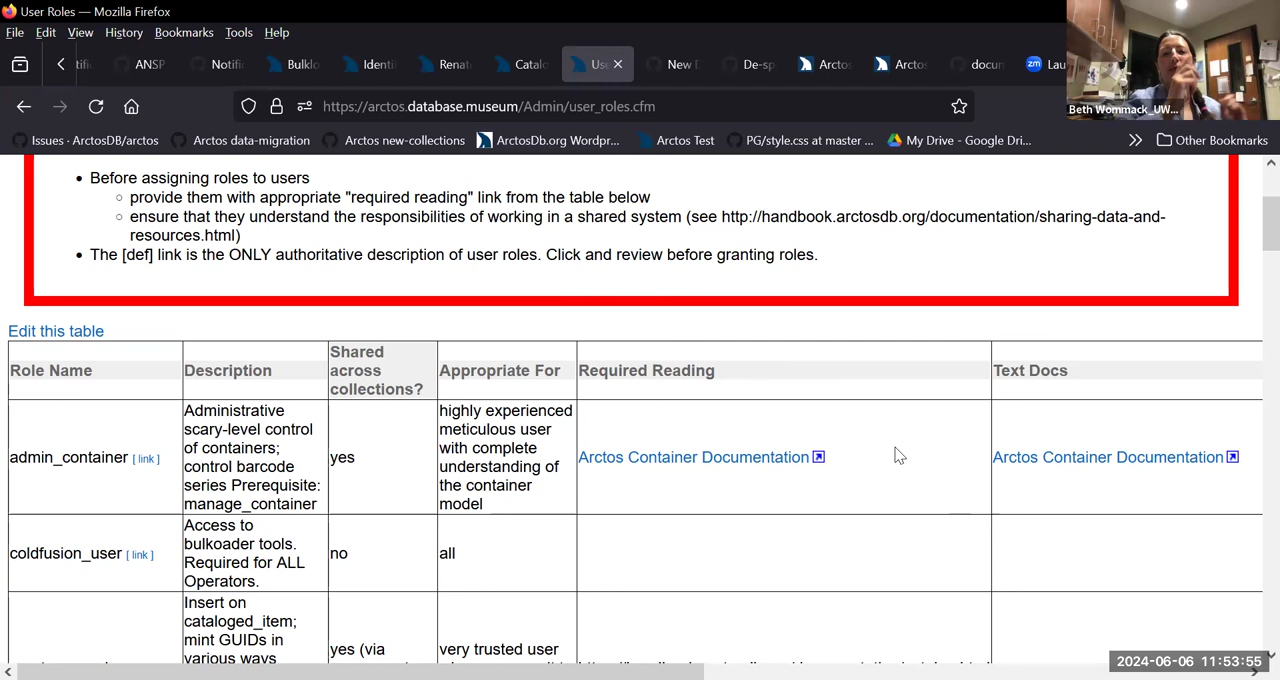 User Roles — Mozilla Firefox
File Edit View History Bookmarks Tools Help
ANSP Notifi Bulklo Identi Renat Catalo Us New D De-sp Arcto Arctos docun zm Lau
https://arctos.database.museum/Admin/user_roles.cfm
Beth Wommack_UW...
Issues · ArctosDB/arctos Arctos data-migration Arctos new-collections ArctosDb.org Wordpr... Arctos Test PG/style.css at master ... My Drive - Google Dri... Other Bookmarks
Before assigning roles to users
provide them with appropriate "required reading" link from the table below
ensure that they understand the responsibilities of working in a shared system (see http://handbook.arctosdb.org/documentation/sharing-data-and-
resources.html)
The [def] link is the ONLY authoritative description of user roles. Click and review before granting roles.
Edit this table
Role Name
Description
Shared
across
collections?
Appropriate For
Required Reading
Text Docs
admin_container [ link ]
Administrative
scary-level control
of containers;
control barcode
series Prerequisite:
manage_container
yes
highly experienced
meticulous user
with complete
understanding of
the container
model
Arctos Container Documentation
Arctos Container Documentation
coldfusion_user [ link ]
Access to
bulkoader tools.
Required for ALL
Operators.
no
all
Insert on
cataloged_item;
mint GUIDs in
various ways
yes (via
very trusted user
2024-06-06 11:53:55